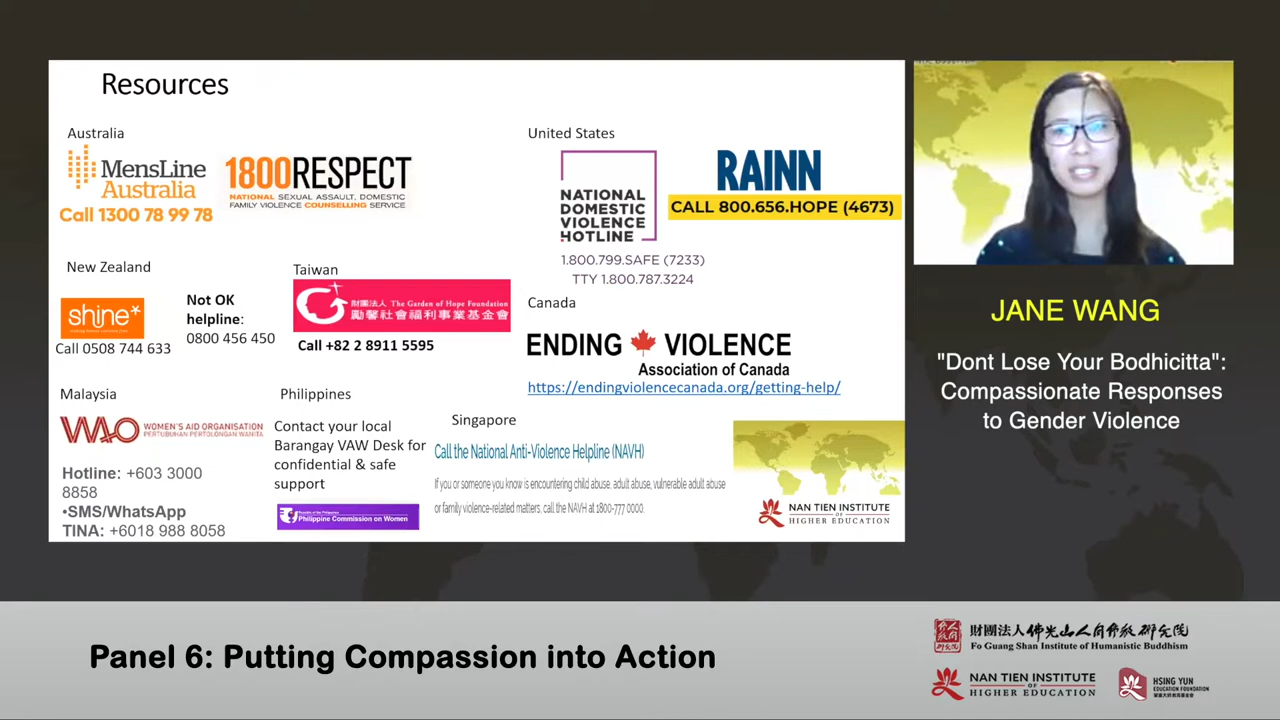 Resources
Australia
MensLine
Australia
Call 1300 78 99 78
1800RESPECT
NATIONAL SEXUAL ASSAULT, DOMESTIC
FAMILY VIOLENCE COUNSELLING SERVICE
United States
NATIONAL
DOMESTIC
VIOLENCE
HOTLINE
1.800.799.SAFE (7233)
TTY 1.800.787.3224
RAINN
CALL 800.656.HOPE (4673)
New Zealand
shine*
Call 0508 744 633
Not OK
helpline:
0800 456 450
Taiwan
財團法人 The Garden of Hope Foundation
勵馨社會福利事業基金會
Call +82 2 8911 5595
Canada
ENDING VIOLENCE
Association of Canada
https://endingviolencecanada.org/getting-help/
Malaysia
WAO WOMEN'S AID ORGANISATION
PERTUBUHAN PERTOLONGAN WANITA
Hotline: +603 3000
8858
•SMS/WhatsApp
TINA: +6018 988 8058
Philippines
Contact your local
Barangay VAW Desk for
confidential & safe
support
Republic of the Philippines
Philippine Commission on Women
Singapore
Call the National Anti-Violence Helpline (NAVH)
If you or someone you know is encountering child abuse, adult abuse, vulnerable adult abuse
or family violence-related matters, call the NAVH at 1800-777 0000.
NAN TIEN INSTITUTE
OF
HIGHER EDUCATION
JANE WANG
"Dont Lose Your Bodhicitta":
Compassionate Responses
to Gender Violence
Panel 6: Putting Compassion into Action
財團法人佛光山人間佛教研究院
Fo Guang Shan Institute of Humanistic Buddhism
NAN TIEN INSTITUTE
OF
HIGHER EDUCATION
HSING YUN
EDUCATION FOUNDATION